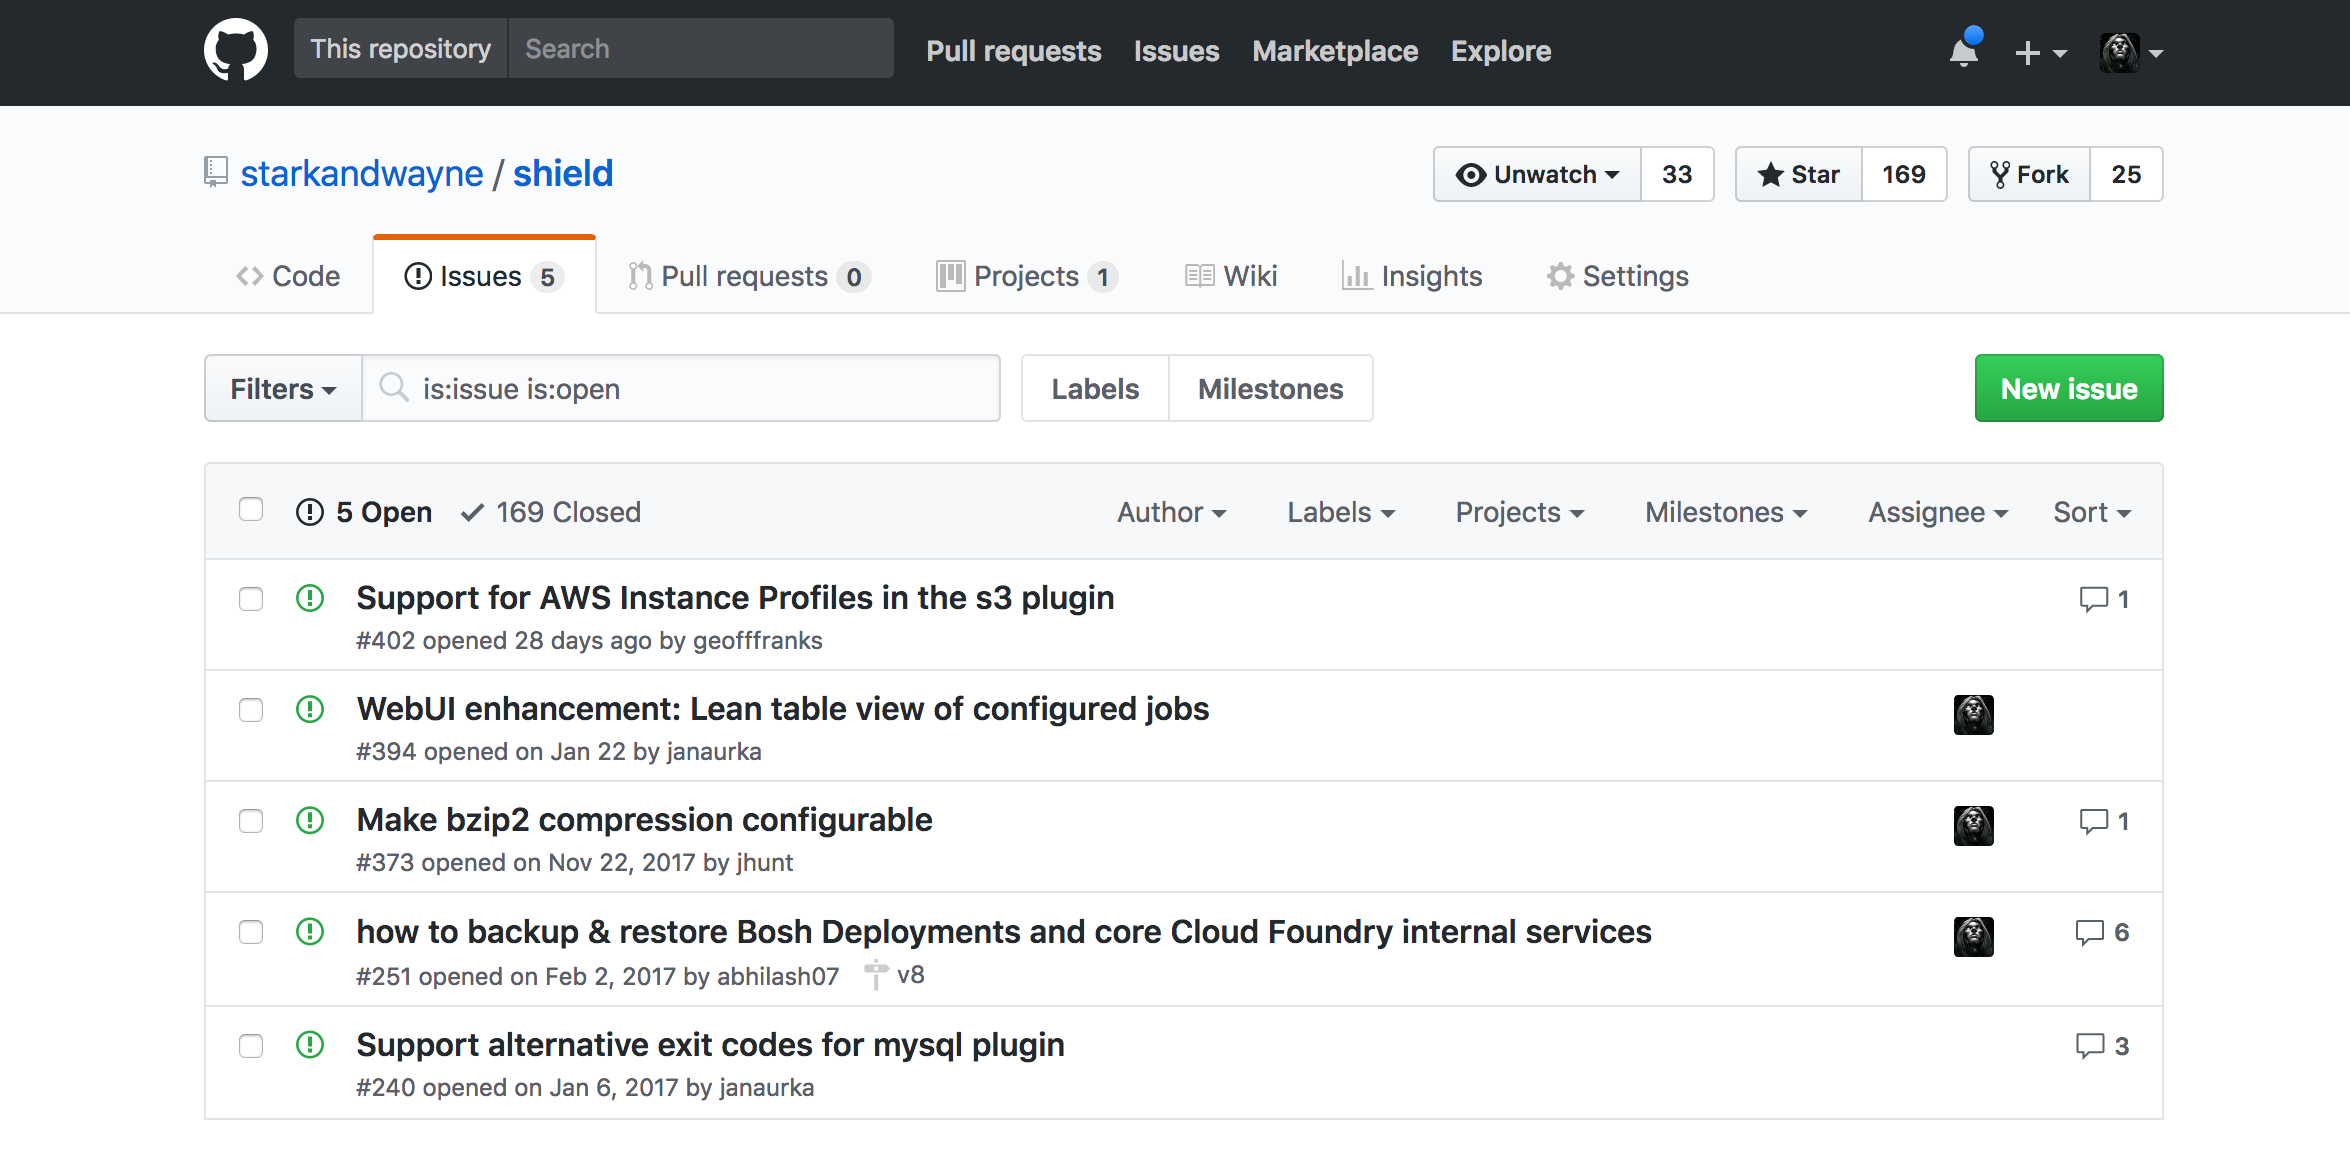 This repository Search Pull requests Issues Marketplace Explore
starkandwayne / shield Unwatch 33 Star 169 Fork 25
Code Issues 5 Pull requests 0 Projects 1 Wiki Insights Settings
Filters is:issue is:open Labels Milestones New issue
5 Open 169 Closed Author Labels Projects Milestones Assignee Sort
Support for AWS Instance Profiles in the s3 plugin 1
#402 opened 28 days ago by geofffranks
WebUI enhancement: Lean table view of configured jobs
#394 opened on Jan 22 by janaurka
Make bzip2 compression configurable 1
#373 opened on Nov 22, 2017 by jhunt
how to backup & restore Bosh Deployments and core Cloud Foundry internal services 6
#251 opened on Feb 2, 2017 by abhilash07 v8
Support alternative exit codes for mysql plugin 3
#240 opened on Jan 6, 2017 by janaurka